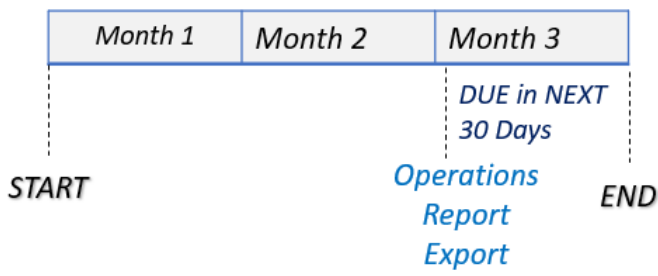 Month 1
Month 2
Month 3
DUE in NEXT
30 Days
START
Operations
Report
Export
END